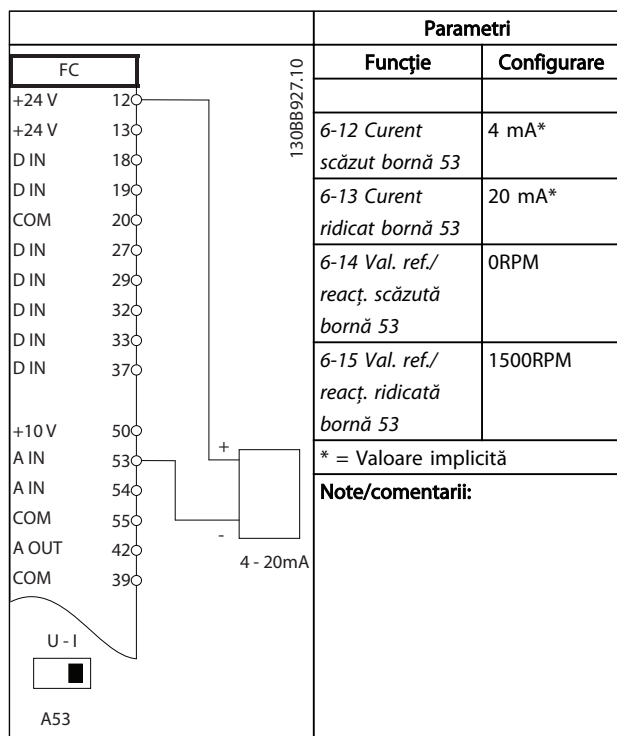 FC
+24 V 12
+24 V 13
D IN 18
D IN 19
COM 20
D IN 27
D IN 29
D IN 32
D IN 33
D IN 37
+10 V 50
A IN 53
A IN 54
COM 55
A OUT 42
COM 39
+
-
4 - 20mA
U - I
A53
130BB927.10
Parametri
Funcţie Configurare
6-12 Curent 4 mA*
scăzut bornă 53
6-13 Curent 20 mA*
ridicat bornă 53
6-14 Val. ref./ 0RPM
reacţ. scăzută
bornă 53
6-15 Val. ref./ 1500RPM
reacţ. ridicată
bornă 53
* = Valoare implicită
Note/comentarii: